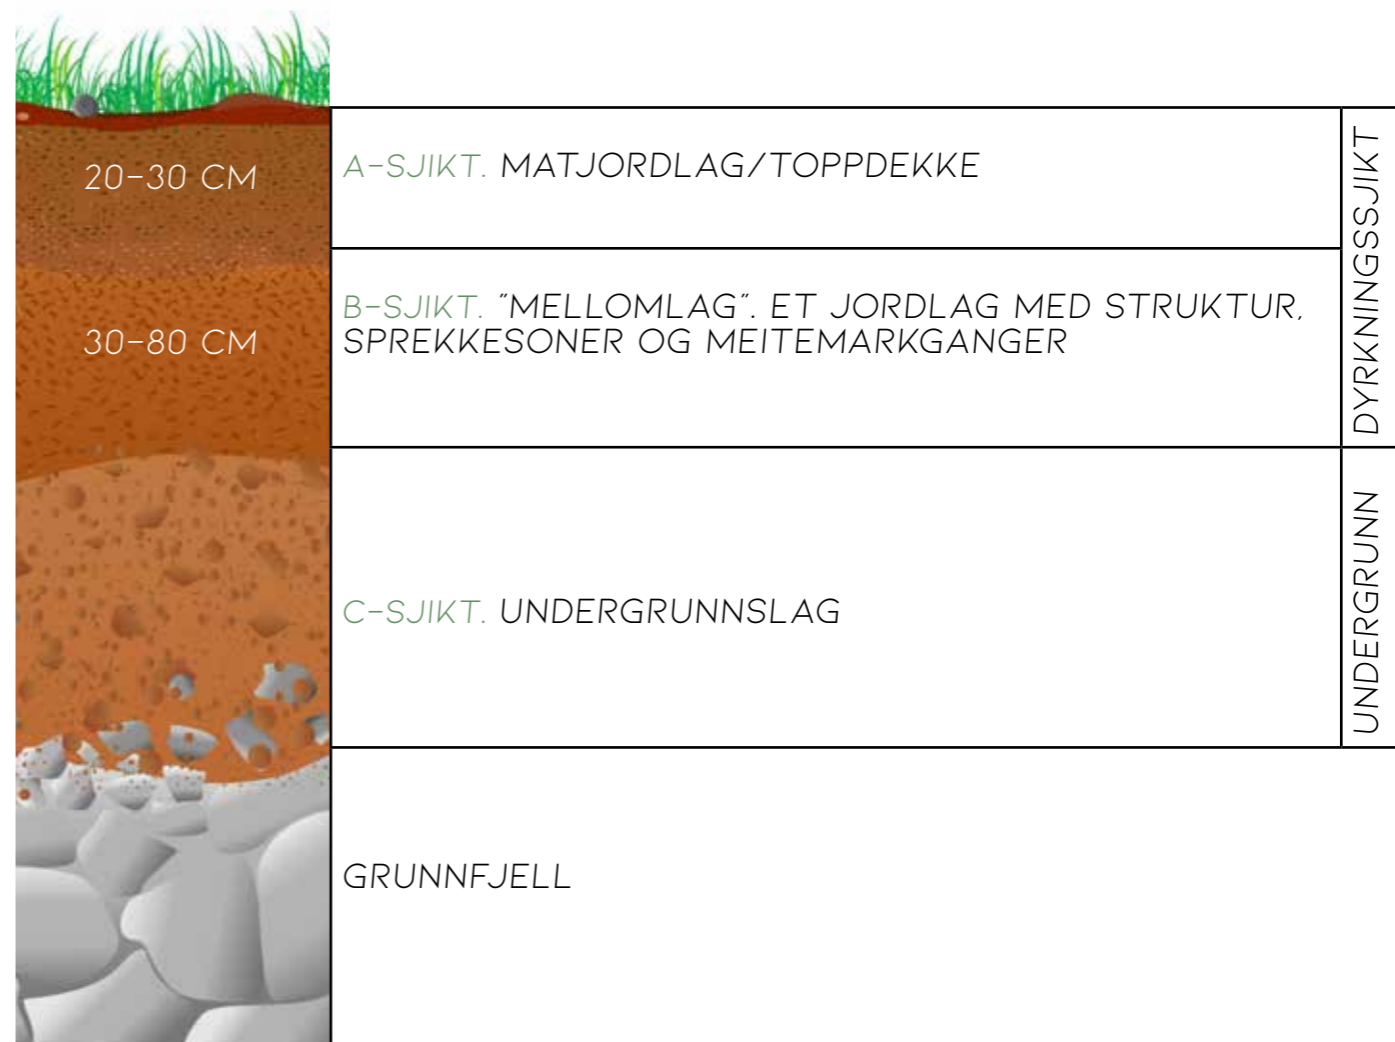 20-30 CM
A-SJIKT. MATJORDLAG/TOPPDEKKE
30-80 CM
B-SJIKT. "MELLOMLAG". ET JORDLAG MED STRUKTUR,
SPREKKESONER OG MEITEMARKGANGER
DYRKNINGSSJIKT
C-SJIKT. UNDERGRUNNSLAG
UNDERGRUNN
GRUNNFJELL